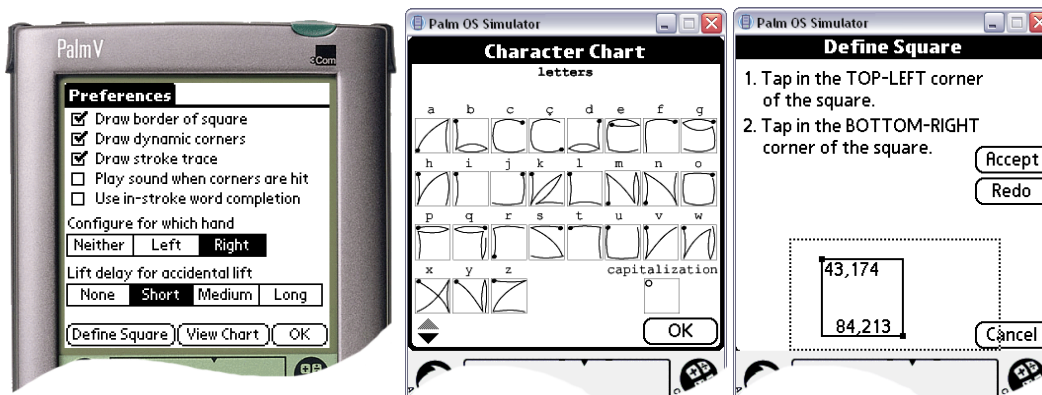 Palm V
3Com
Preferences
Draw border of square
Draw dynamic corners
Draw stroke trace
Play sound when corners are hit
Use in-stroke word completion
Configure for which hand
Neither Left Right
Lift delay for accidental lift
None Short Medium Long
Define Square View Chart OK
Palm OS Simulator
Character Chart
letters
a b c ç d e f g
h i j k l m n o
p q r s t u v w
x y z capitalization
OK
Palm OS Simulator
Define Square
1. Tap in the TOP-LEFT corner
of the square.
2. Tap in the BOTTOM-RIGHT
corner of the square.
Accept
Redo
43,174
84,213
Cancel